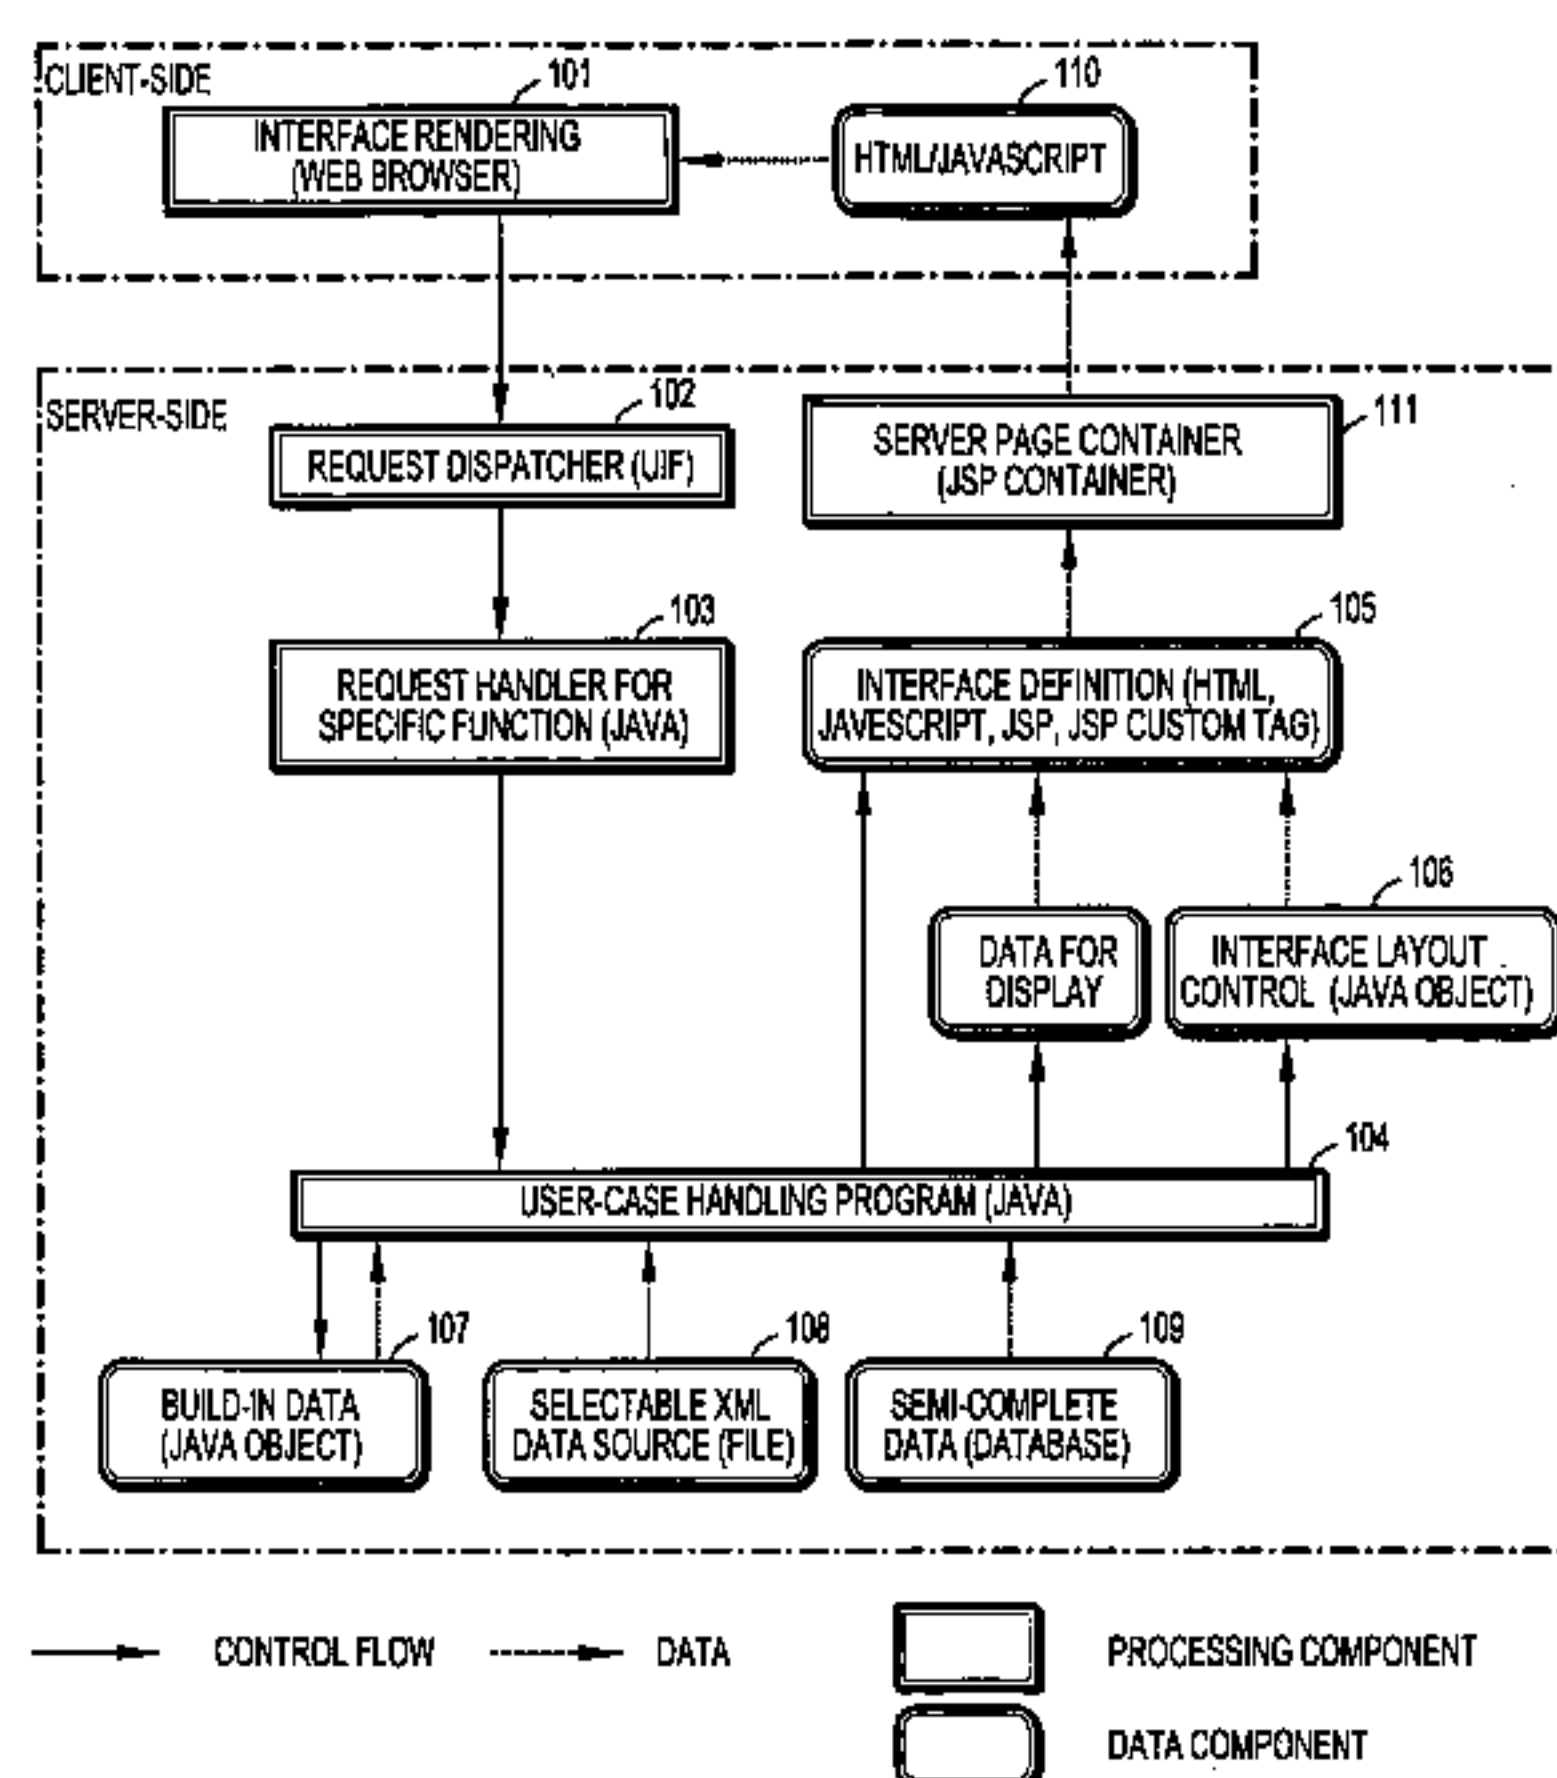 CLIENT-SIDE
101
110
INTERFACE RENDERING
(WEB BROWSER)
HTML/JAVASCRIPT
SERVER-SIDE
102
111
REQUEST DISPATCHER (UIF)
SERVER PAGE CONTAINER
(JSP CONTAINER)
103
105
REQUEST HANDLER FOR
SPECIFIC FUNCTION (JAVA)
INTERFACE DEFINITION (HTML,
JAVESCRIPT, JSP, JSP CUSTOM TAG)
106
DATA FOR
DISPLAY
INTERFACE LAYOUT
CONTROL (JAVA OBJECT)
104
USER-CASE HANDLING PROGRAM (JAVA)
107
108
109
BUILD-IN DATA
(JAVA OBJECT)
SELECTABLE XML
DATA SOURCE (FILE)
SEMI-COMPLETE
DATA (DATABASE)
CONTROL FLOW
DATA
PROCESSING COMPONENT
DATA COMPONENT